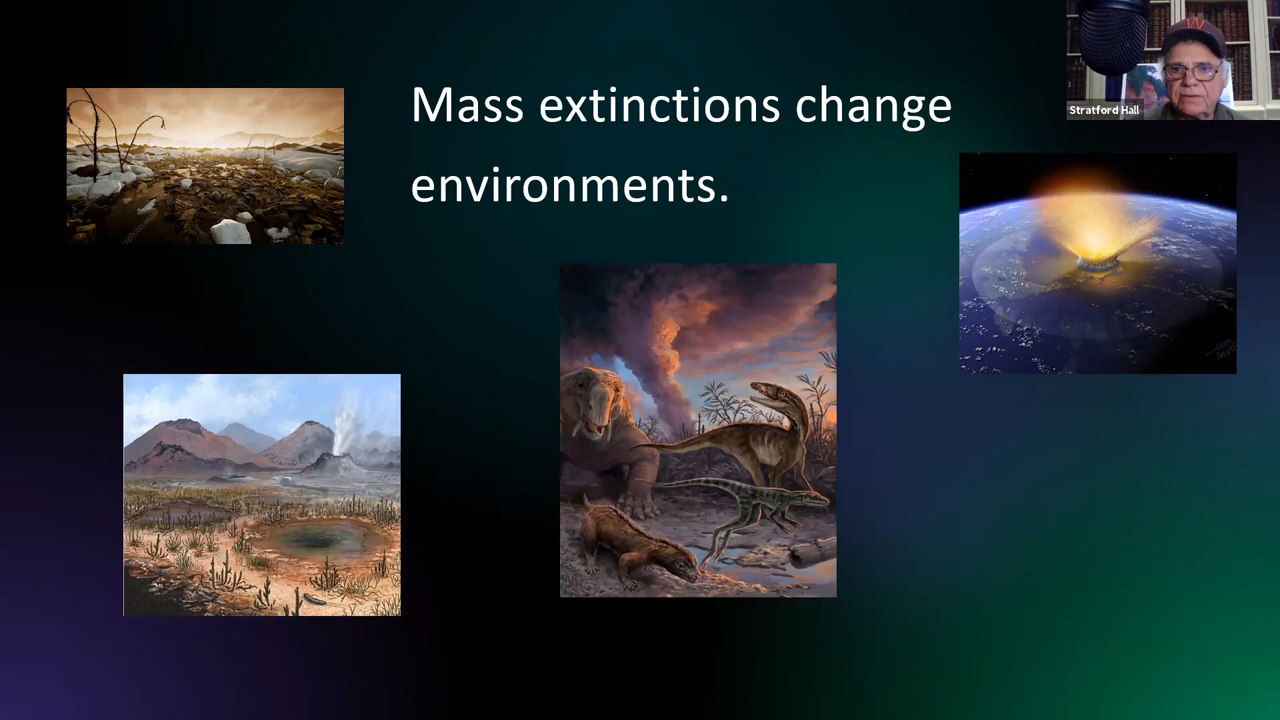 Mass extinctions change
environments.
Stratford Hall
W